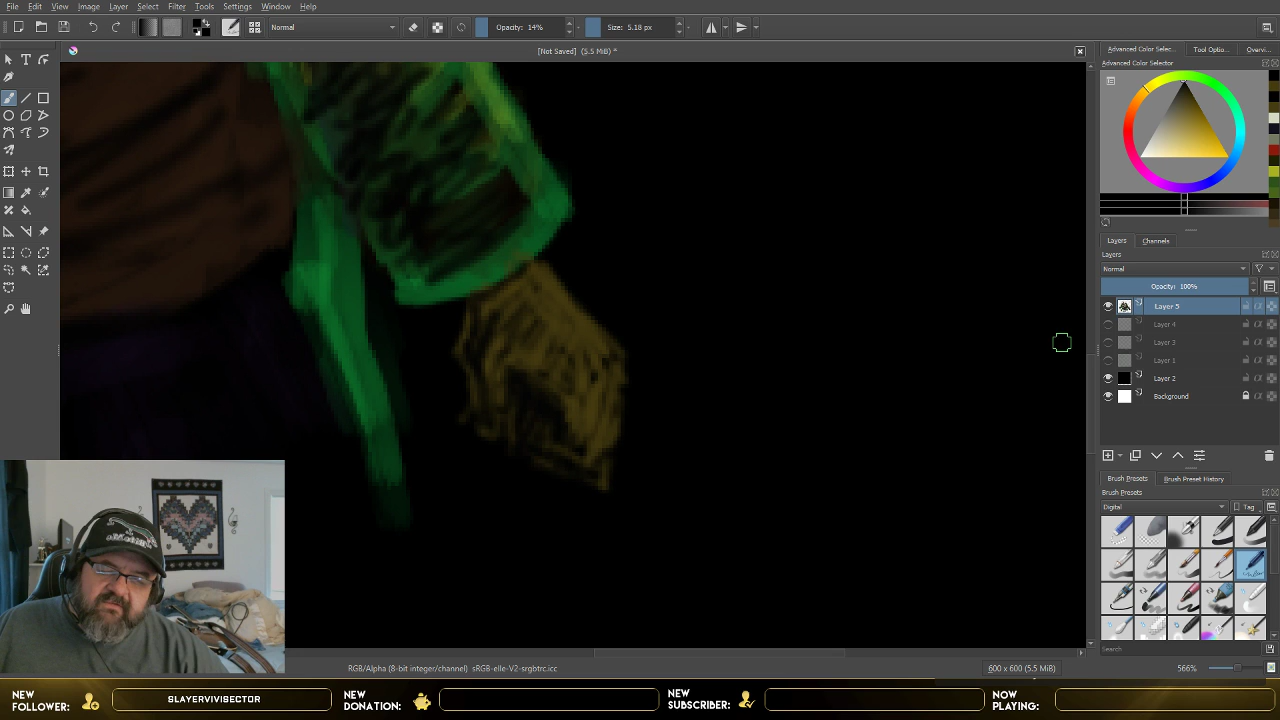 File Edit View Image Layer Select Filter Tools Settings Window Help
Normal Opacity: 14% Size: 5.18 px
[Not Saved] (5.5 MiB) *
Advanced Color Selec... Tool Optio... Overvi...
Advanced Color Selector
Layers Channels
Layers
Normal
Opacity: 100%
Layer 5
Layer 4
Layer 3
Layer 1
Layer 2
Background
Brush Presets Brush Preset History
Brush Presets
Digital Tag
Search
RGB/Alpha (8-bit integer/channel) sRGB-elle-V2-srgbtrc.icc 600 x 600 (5.5 MiB) 566%
NEW FOLLOWER: SLAYERVIVISECTOR
NEW DONATION:
NEW SUBSCRIBER:
NOW PLAYING: